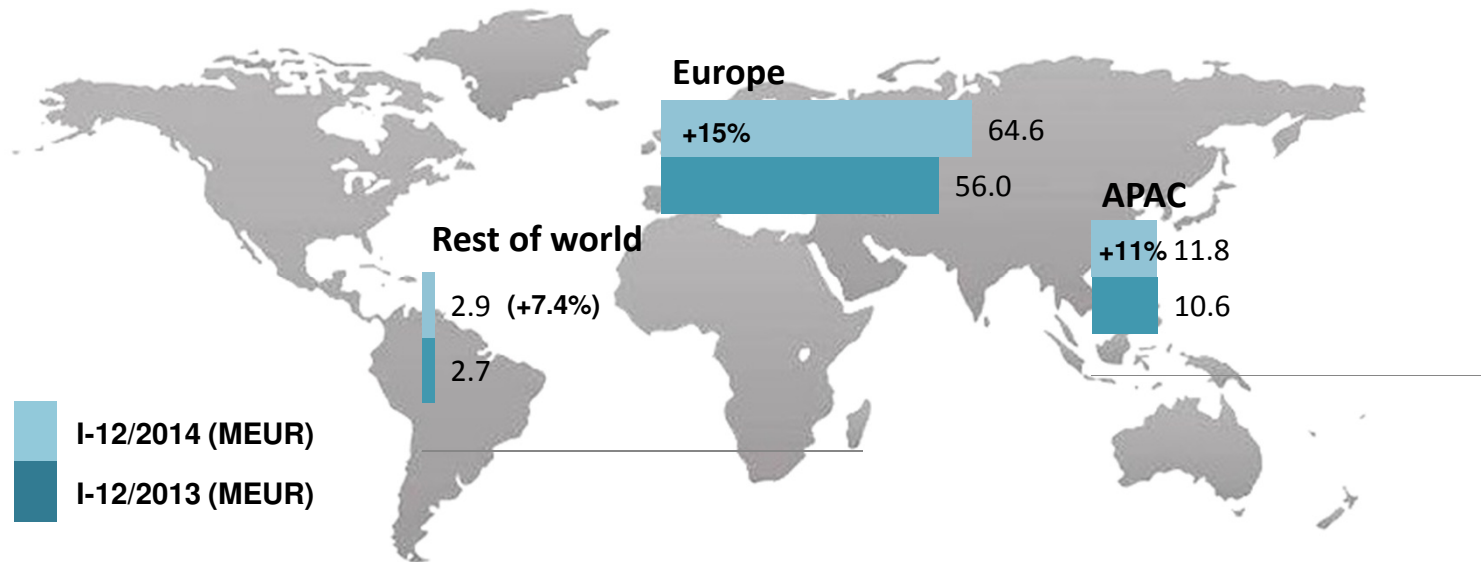 Europe
+15%
64.6
56.0
APAC
+11% 11.8
10.6
Rest of world
2.9 (+7.4%)
2.7
I-12/2014 (MEUR)
I-12/2013 (MEUR)